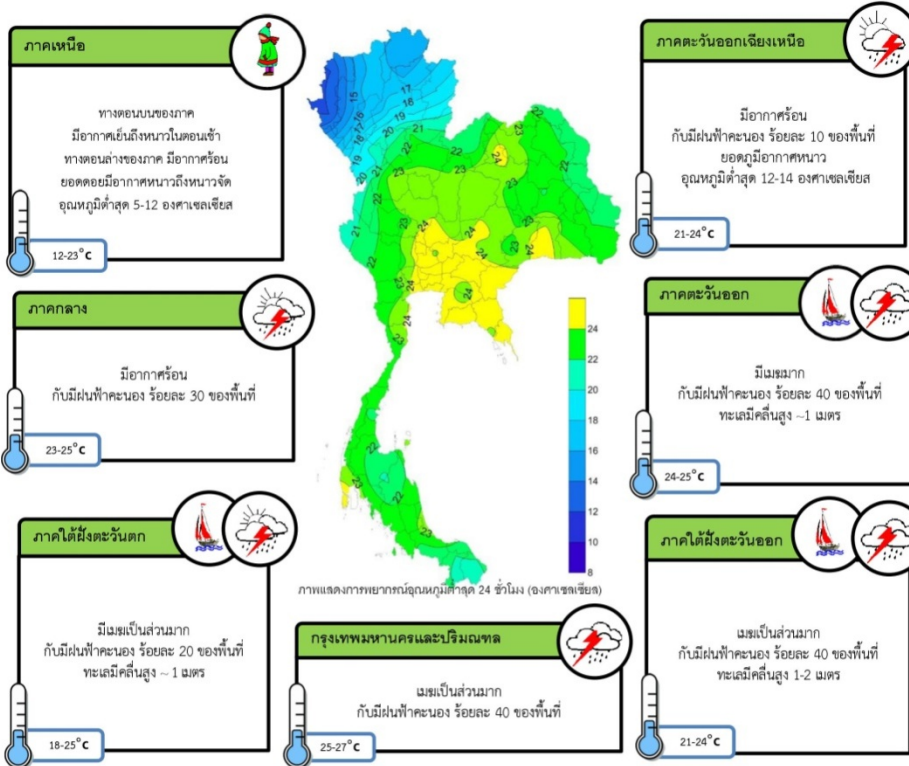 ภาคเหนือ
ทางตอนบนของภาค
มีอากาศเย็นถึงหนาวในตอนเช้า
ทางตอนล่างของภาค มีอากาศร้อน
ยอดดอยมีอากาศหนาวถึงหนาวจัด
อุณหภูมิต่ำสุด 5-12 องศาเซลเซียส
12-23°C
ภาคตะวันออกเฉียงเหนือ
มีอากาศร้อน
กับมีฝนฟ้าคะนอง ร้อยละ 10 ของพื้นที่
ยอดภูมิอากาศหนาว
อุณหภูมิต่ำสุด 12-14 องศาเซลเซียส
21-24°C
ภาคกลาง
มีอากาศร้อน
กับมีฝนฟ้าคะนอง ร้อยละ 30 ของพื้นที่
23-25°C
ภาคตะวันออก
มีเมฆมาก
กับมีฝนฟ้าคะนอง ร้อยละ 40 ของพื้นที่
ทะเลมีคลื่นสูง ~1 เมตร
24-25°C
24
22
20
18
16
14
12
10
8
ภาพแสดงการพยากรณ์อุณหภูมิต่ำสุด 24 ชั่วโมง (องศาเซลเซียส)
ภาคใต้ฝั่งตะวันตก
มีเมฆเป็นส่วนมาก
กับมีฝนฟ้าคะนอง ร้อยละ 20 ของพื้นที่
ทะเลมีคลื่นสูง ~ 1 เมตร
18-25°C
กรุงเทพมหานครและปริมณฑล
เมฆเป็นส่วนมาก
กับมีฝนฟ้าคะนอง ร้อยละ 40 ของพื้นที่
25-27°C
ภาคใต้ฝั่งตะวันออก
เมฆเป็นส่วนมาก
กับมีฝนฟ้าคะนอง ร้อยละ 40 ของพื้นที่
ทะเลมีคลื่นสูง 1-2 เมตร
21-24°C